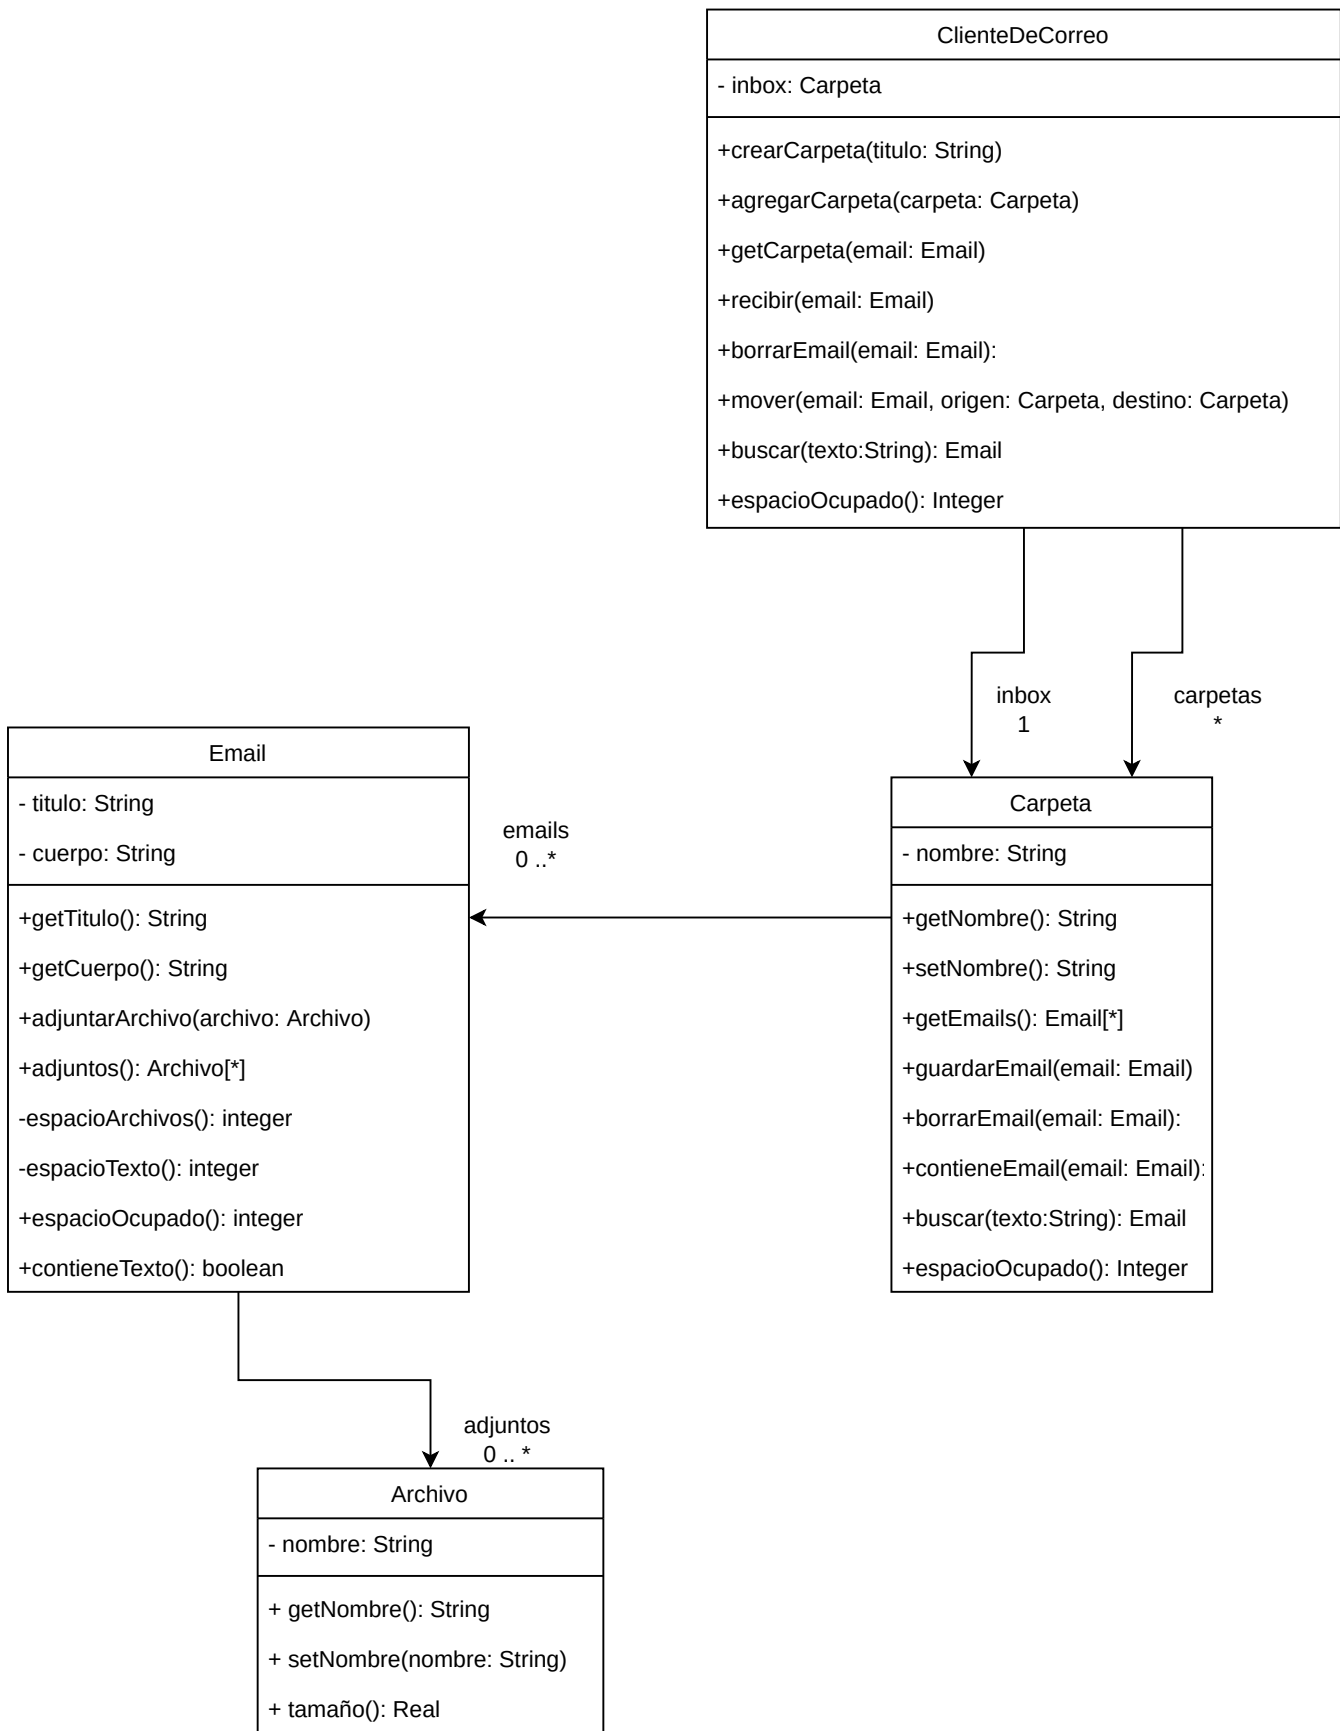 ClienteDeCorreo
- inbox: Carpeta
+crearCarpeta(titulo: String)
+agregarCarpeta(carpeta: Carpeta)
+getCarpeta(email: Email)
+recibir(email: Email)
+borrarEmail(email: Email):
+mover(email: Email, origen: Carpeta, destino: Carpeta)
+buscar(texto:String): Email
+espacioOcupado(): Integer
inbox
1
carpetas
*
Email
- titulo: String
- cuerpo: String
+getTitulo(): String
+getCuerpo(): String
+adjuntarArchivo(archivo: Archivo)
+adjuntos(): Archivo[*]
-espacioArchivos(): integer
-espacioTexto(): integer
+espacioOcupado(): integer
+contieneTexto(): boolean
emails
0 ..*
Carpeta
- nombre: String
+getNombre(): String
+setNombre(): String
+getEmails(): Email[*]
+guardarEmail(email: Email)
+borrarEmail(email: Email):
+contieneEmail(email: Email):
+buscar(texto:String): Email
+espacioOcupado(): Integer
adjuntos
0 .. *
Archivo
- nombre: String
+ getNombre(): String
+ setNombre(nombre: String)
+ tamaño(): Real